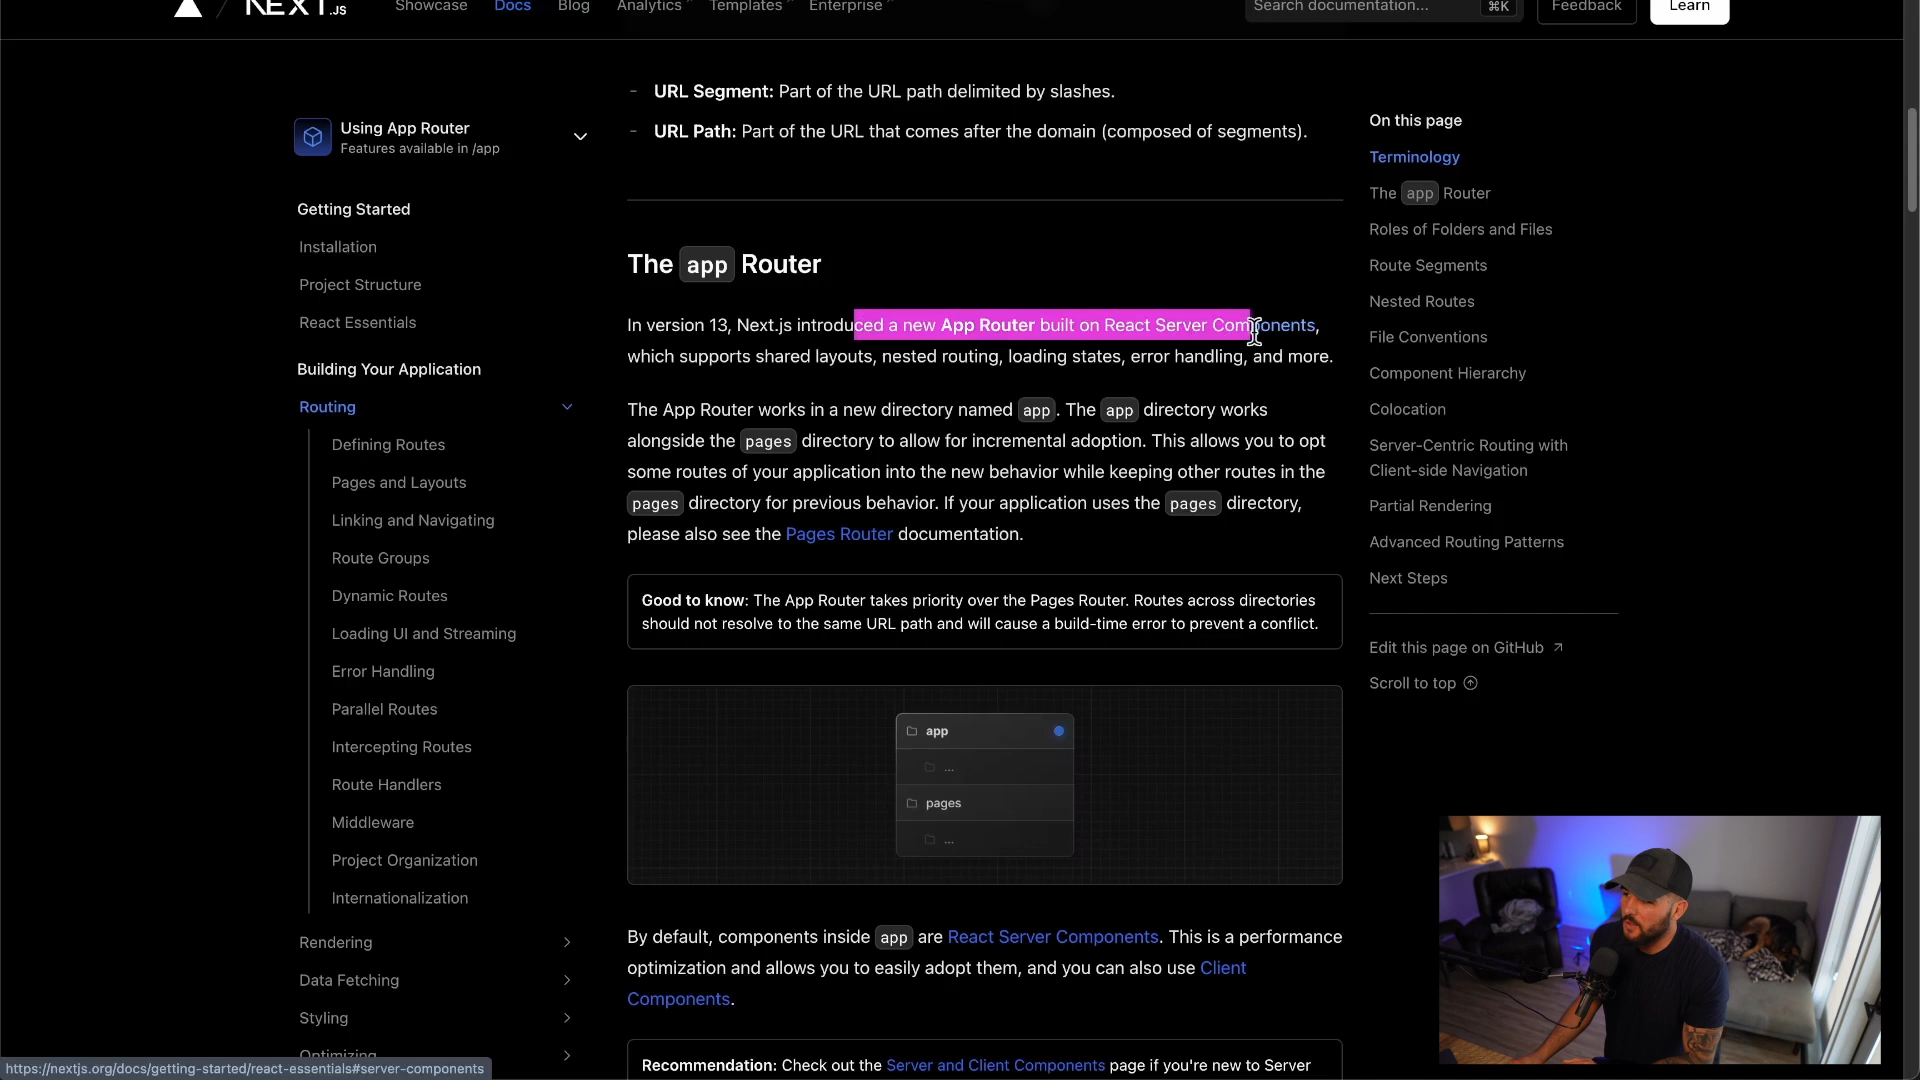 NEXT.JS
Showcase
Docs
Blog
Analytics
Templates
Enterprise
Search documentation...
⌘K
Feedback
Learn
Using App Router
Features available in /app
Getting Started
Installation
Project Structure
React Essentials
Building Your Application
Routing
Defining Routes
Pages and Layouts
Linking and Navigating
Route Groups
Dynamic Routes
Loading UI and Streaming
Error Handling
Parallel Routes
Intercepting Routes
Route Handlers
Middleware
Project Organization
Internationalization
Rendering
Data Fetching
Styling
Optimizing
- URL Segment: Part of the URL path delimited by slashes.
- URL Path: Part of the URL that comes after the domain (composed of segments).
The app Router
In version 13, Next.js introduced a new App Router built on React Server Components,
which supports shared layouts, nested routing, loading states, error handling, and more.
The App Router works in a new directory named app. The app directory works
alongside the pages directory to allow for incremental adoption. This allows you to opt
some routes of your application into the new behavior while keeping other routes in the
pages directory for previous behavior. If your application uses the pages directory,
please also see the Pages Router documentation.
Good to know: The App Router takes priority over the Pages Router. Routes across directories
should not resolve to the same URL path and will cause a build-time error to prevent a conflict.
app
...
pages
...
By default, components inside app are React Server Components. This is a performance
optimization and allows you to easily adopt them, and you can also use Client
Components.
Recommendation: Check out the Server and Client Components page if you're new to Server
On this page
Terminology
The app Router
Roles of Folders and Files
Route Segments
Nested Routes
File Conventions
Component Hierarchy
Colocation
Server-Centric Routing with
Client-side Navigation
Partial Rendering
Advanced Routing Patterns
Next Steps
Edit this page on GitHub
Scroll to top
https://nextjs.org/docs/getting-started/react-essentials#server-components